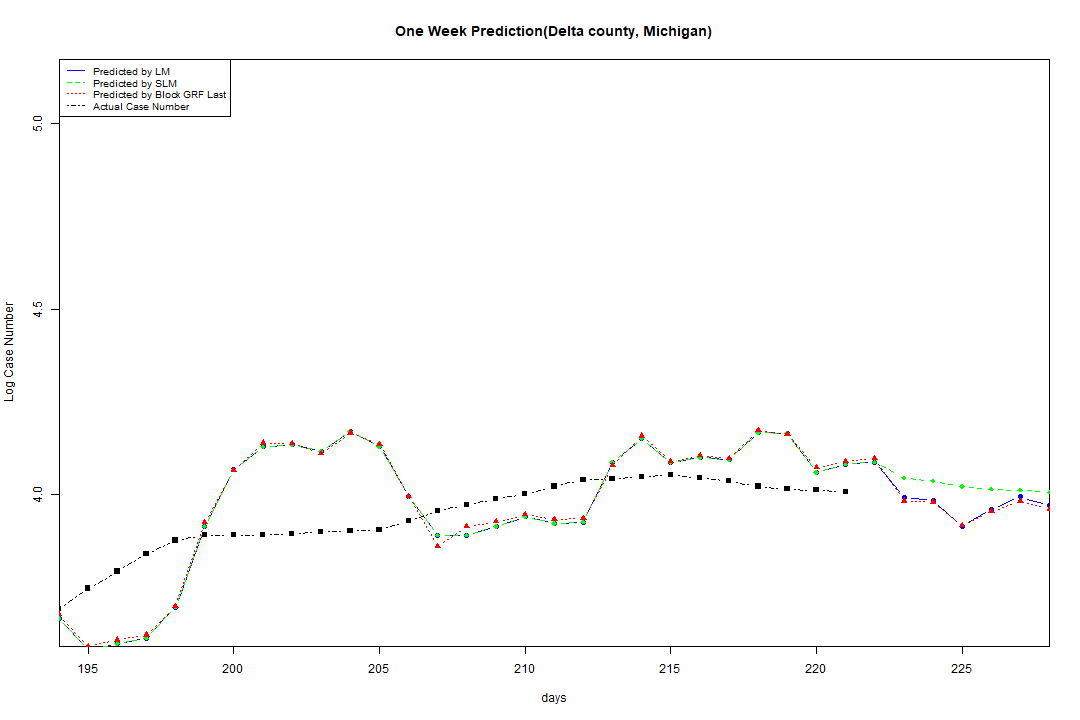 One Week Prediction(Delta county, Michigan)
Predicted by LM
Predicted by SLM
Predicted by Block GRF Last
Actual Case Number
5.0
4.5
4.0
Log Case Number
195 200 205 210 215 220 225
days